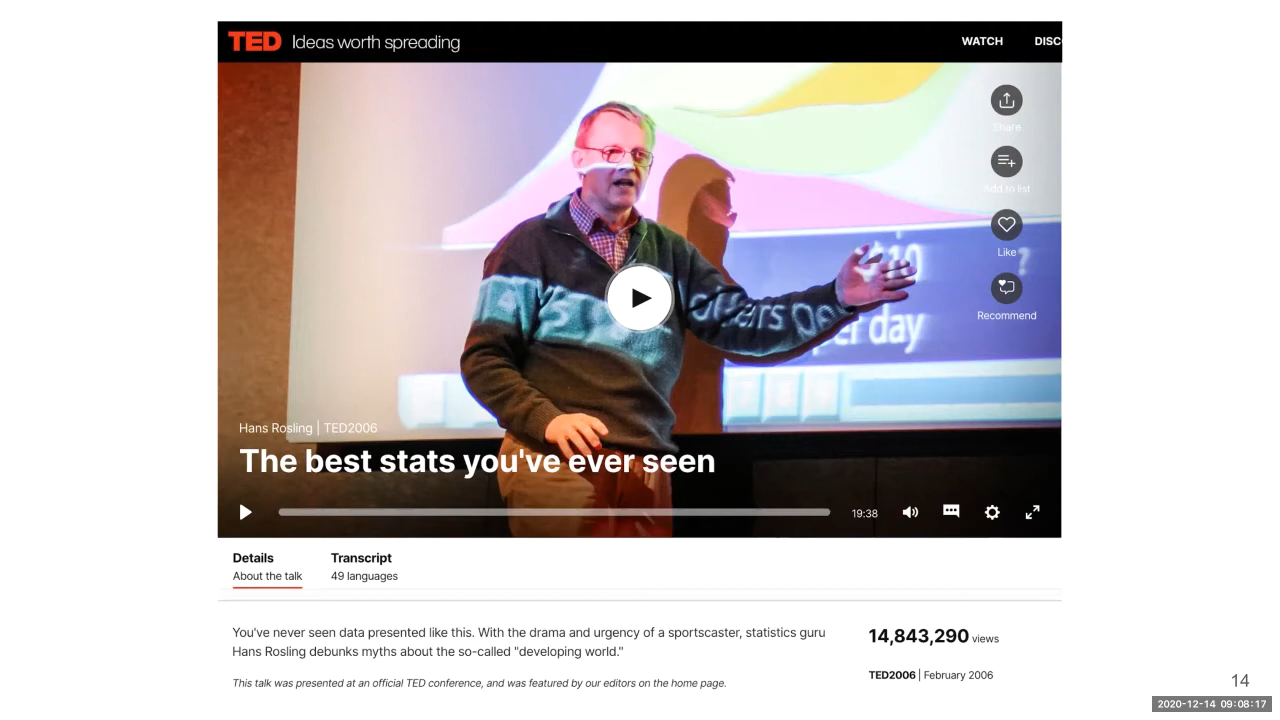 TED Ideas worth spreading
WATCH DISC
Share
Add to list
Like
Recommend
$10 ?
per day
Hans Rosling | TED2006
The best stats you've ever seen
19:38
Details
About the talk
Transcript
49 languages
You've never seen data presented like this. With the drama and urgency of a sportscaster, statistics guru
Hans Rosling debunks myths about the so-called "developing world."
This talk was presented at an official TED conference, and was featured by our editors on the home page.
14,843,290 views
TED2006 | February 2006
14
2020-12-14 09:08:17